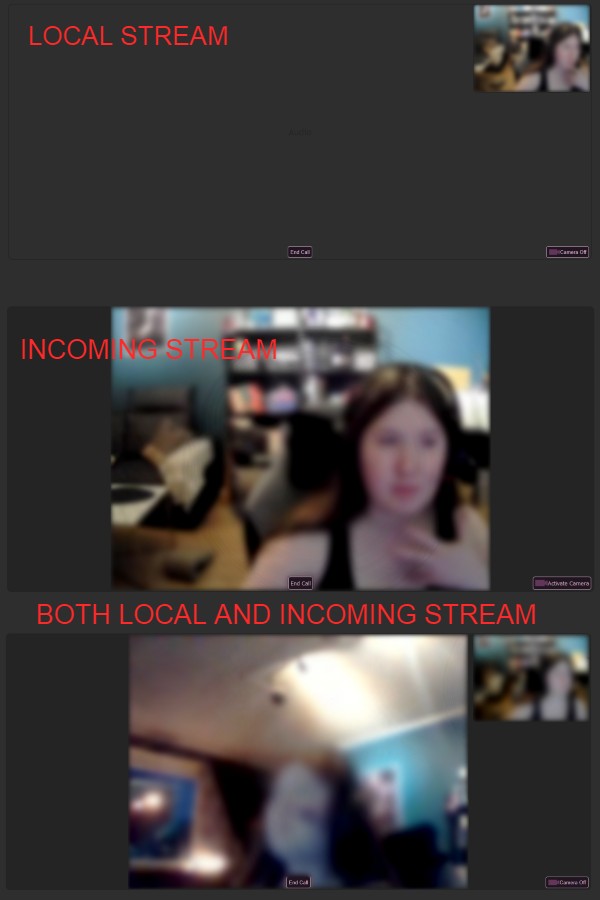 LOCAL STREAM
End Call
Camera Off
INCOMING STREAM
End Call
Activate Camera
BOTH LOCAL AND INCOMING STREAM
End Call
Camera Off